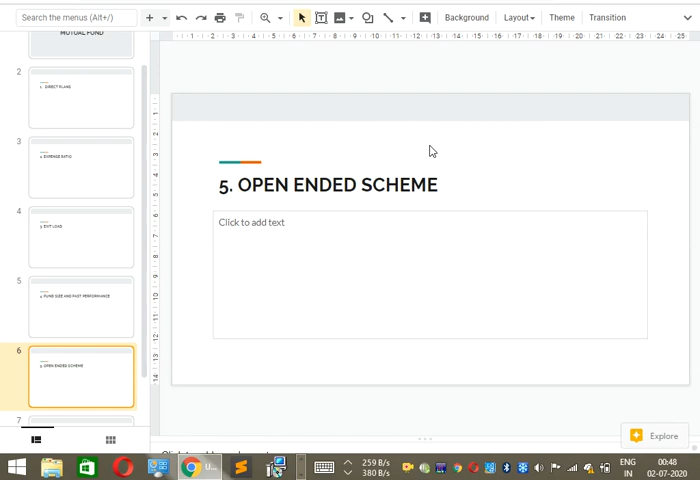 Search the menus (Alt+/)
Background
Layout
Theme
Transition
MUTUAL FUND
2
1. DIRECT PLANS
3
2. EXPENSE RATIO
4
3. EXIT LOAD
5
4. FUND SIZE AND PAST PERFORMANCE
6
5. OPEN ENDED SCHEME
7
5. OPEN ENDED SCHEME
Click to add text
Explore
U...
259 B/s
380 B/s
ENG
IN
00:48
02-07-2020